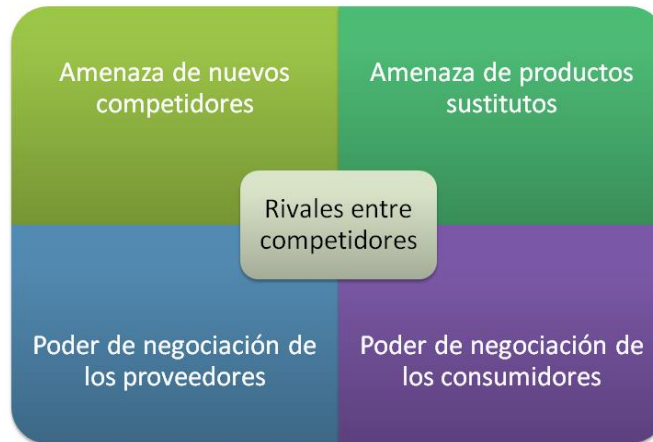 Amenaza de nuevos
competidores
Amenaza de productos
sustitutos
Rivales entre
competidores
Poder de negociación de
los proveedores
Poder de negociación de
los consumidores